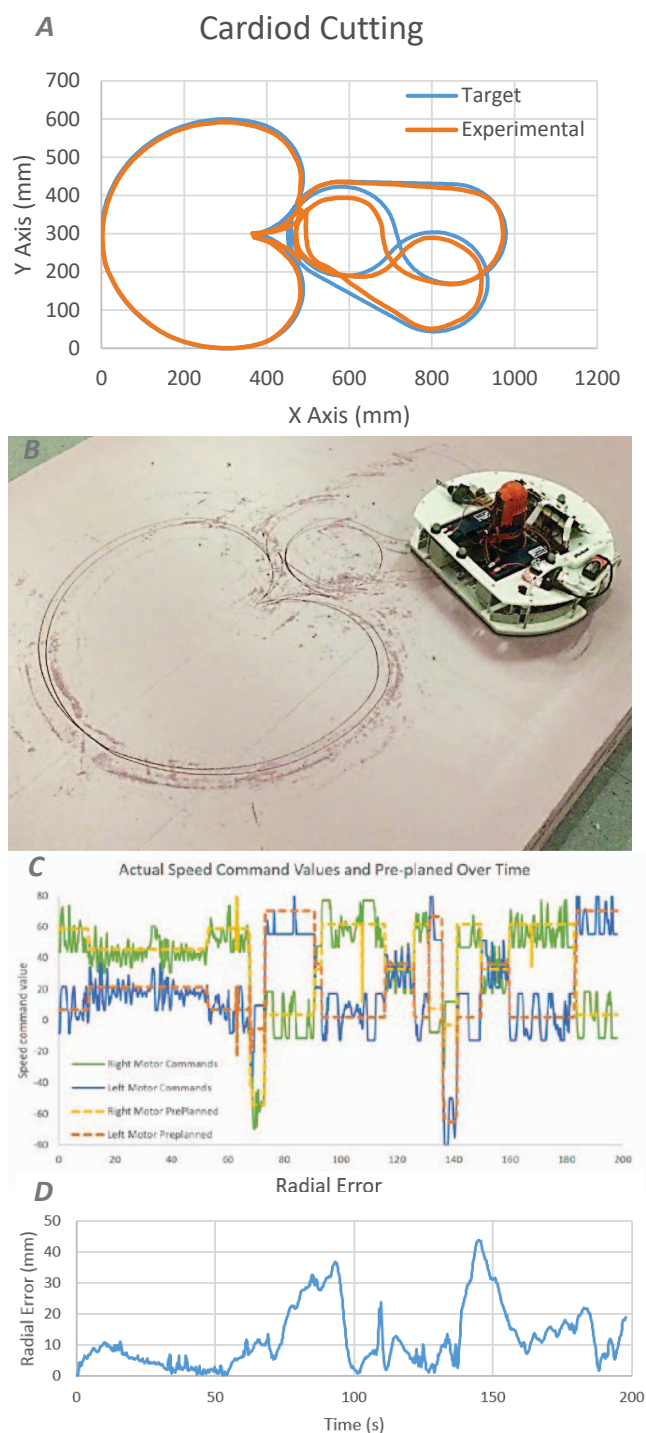 A
Cardiod Cutting
700
600
500
400
300
200
100
0
Y Axis (mm)
Target
Experimental
0 200 400 600 800 1000 1200
X Axis (mm)
B
C
Actual Speed Command Values and Pre-planed Over Time
80
60
40
20
0
-20
-40
-60
-80
Speed command value
Right Motor Commands
Left Motor Commands
Right Motor PrePlanned
Left Motor Preplanned
0 20 40 60 80 100 120 140 160 180 200
D
Radial Error
50
40
30
20
10
0
Radial Error (mm)
0 50 100 150 200
Time (s)